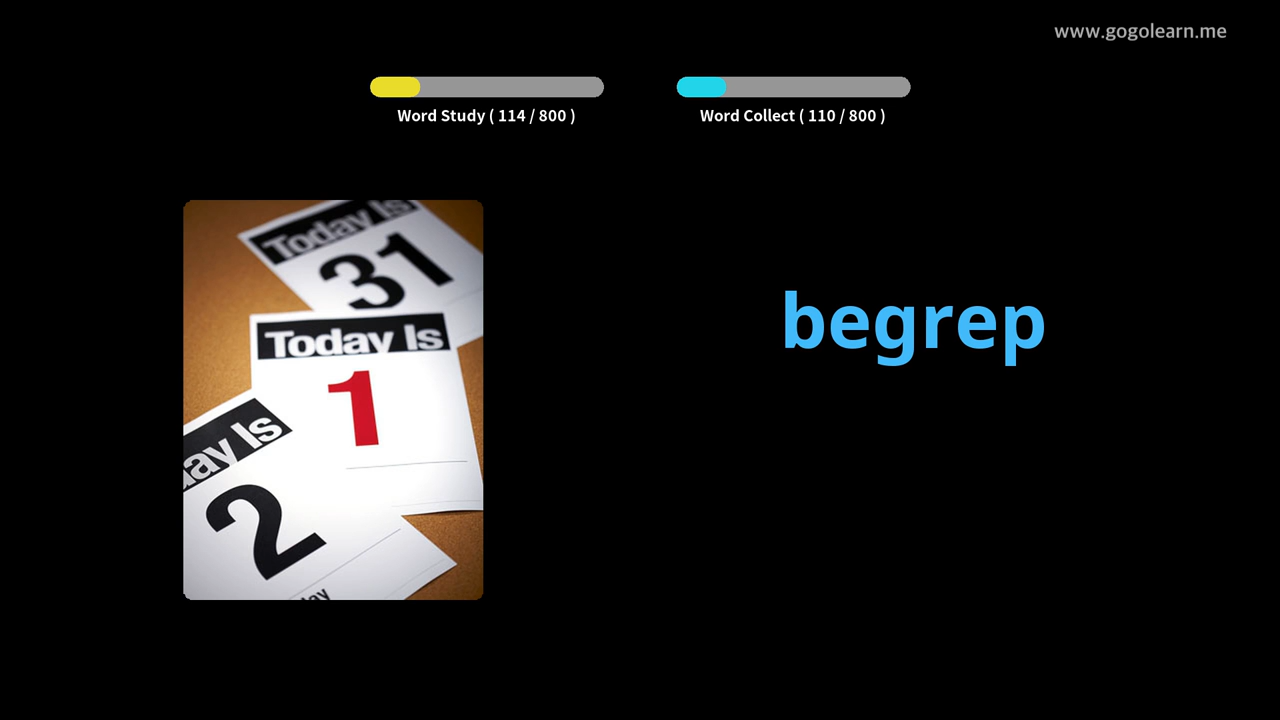 www.gogolearn.me
Word Study ( 114 / 800 )
Word Collect ( 110 / 800 )
Today Is
31
Today Is
1
day Is
2
begrep